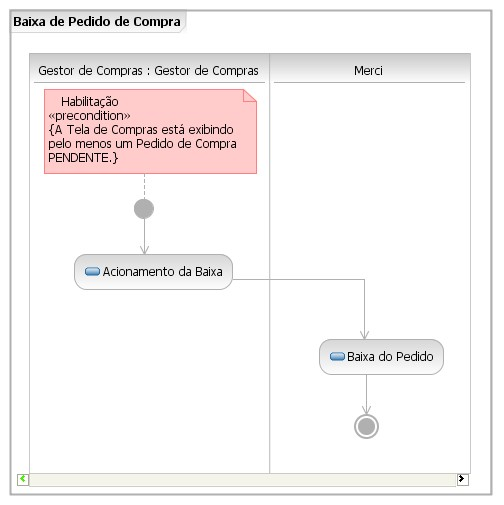 Baixa de Pedido de Compra
Gestor de Compras : Gestor de Compras
Merci
Habilitação
«precondition»
{A Tela de Compras está exibindo
pelo menos um Pedido de Compra
PENDENTE.}
Acionamento da Baixa
Baixa do Pedido